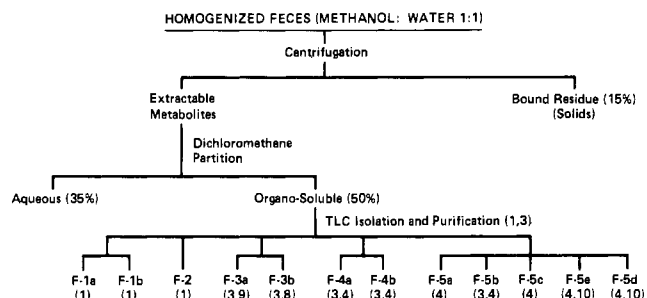 HOMOGENIZED FECES (METHANOL: WATER 1:1)
Centrifugation
Extractable
Metabolites
Bound Residue (15%)
(Solids)
Dichloromethane
Partition
Aqueous (35%)
Organo-Soluble (50%)
TLC Isolation and Purification (1,3)
F-1a F-1b F-2 F-3a F-3b F-4a F-4b F-5a F-5b F-5c F-5e F-5d
(1) (1) (1) (3,9) (3,8) (3,4) (3,4) (4) (3,4) (4) (4,10) (4,10)